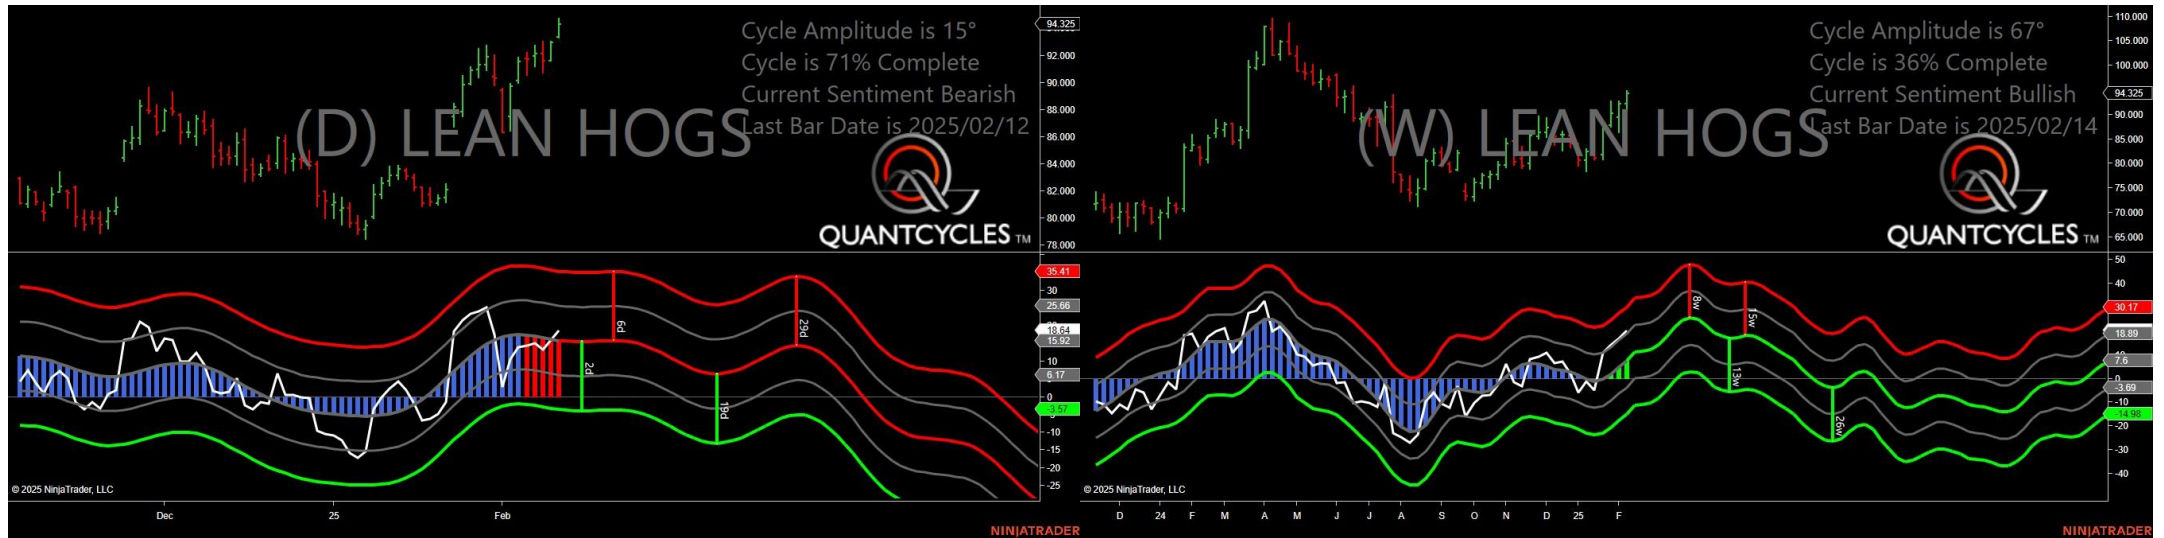 Cycle Amplitude is 15°
Cycle is 71% Complete
Current Sentiment Bearish
Last Bar Date is 2025/02/12
(D) LEAN HOGS
QUANTCYCLES TM
94.325
92.000
90.000
88.000
86.000
84.000
82.000
80.000
78.000
35.41
30
25.66
18.64
15.92
10
6.17
0
-3.57
-10
-15
-20
-25
2d
6d
19d
29d
© 2025 NinjaTrader, LLC
Dec
25
Feb
NINJATRADER
Cycle Amplitude is 67°
Cycle is 36% Complete
Current Sentiment Bullish
Last Bar Date is 2025/02/14
(W) LEAN HOGS
QUANTCYCLES TM
110.000
105.000
100.000
94.325
90.000
85.000
80.000
75.000
70.000
65.000
50
40
30.17
18.89
7.6
0
-3.69
-10
-14.98
-20
-30
-40
8w
15w
13w
26w
© 2025 NinjaTrader, LLC
D
24
F
M
A
M
J
J
A
S
O
N
D
25
F
NINJATRADER